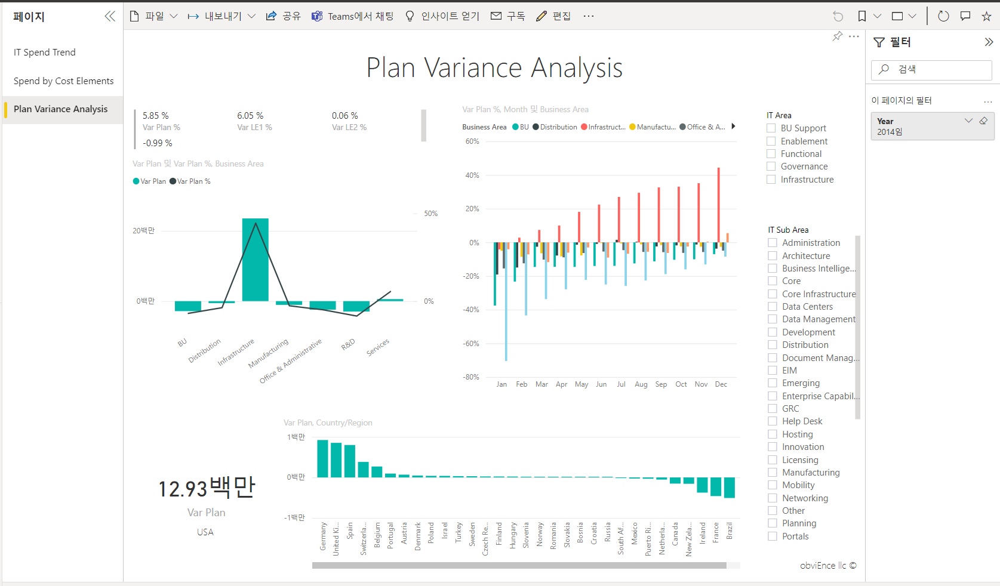 페이지
IT Spend Trend
Spend by Cost Elements
Plan Variance Analysis
파일
내보내기
공유
Teams에서 채팅
인사이트 얻기
구독
편집
Plan Variance Analysis
5.85 %
Var Plan %
6.05 %
Var LE1 %
0.06 %
Var LE2 %
-0.99 %
Var Plan 및 Var Plan %, Business Area
Var Plan
Var Plan %
20백만
0백만
50%
0%
BU
Distribution
Infrastructure
Manufacturing
Office & Administrative
R&D
Services
Var Plan %, Month 및 Business Area
Business Area BU Distribution Infrastruct... Manufactu... Office & A...
60%
40%
20%
0%
-20%
-40%
-60%
-80%
Jan Feb Mar Apr May Jun Jul Aug Sep Oct Nov Dec
12.93백만
Var Plan
USA
Var Plan, Country/Region
1백만
0백만
-1백만
Germany
United Ki...
Spain
Switzerla...
Belgium
Portugal
Austria
Denmark
Poland
Israel
Turkey
Sweden
Czech Re...
Finland
Hungary
Slovenia
Norway
Romania
Slovakia
Bosnia
Croatia
Russia
South Af...
Mexico
Puerto Ri...
Netherla...
Canada
New Zela...
Ireland
France
Brazil
IT Area
BU Support
Enablement
Functional
Governance
Infrastructure
IT Sub Area
Administration
Architecture
Business Intellige...
Core
Core Infrastructure
Data Centers
Data Management
Development
Distribution
Document Manag...
EIM
Emerging
Enterprise Capabil...
GRC
Help Desk
Hosting
Innovation
Licensing
Manufacturing
Mobility
Networking
Other
Planning
Portals
obviEnce llc ©
필터
검색
이 페이지의 필터
Year
2014임